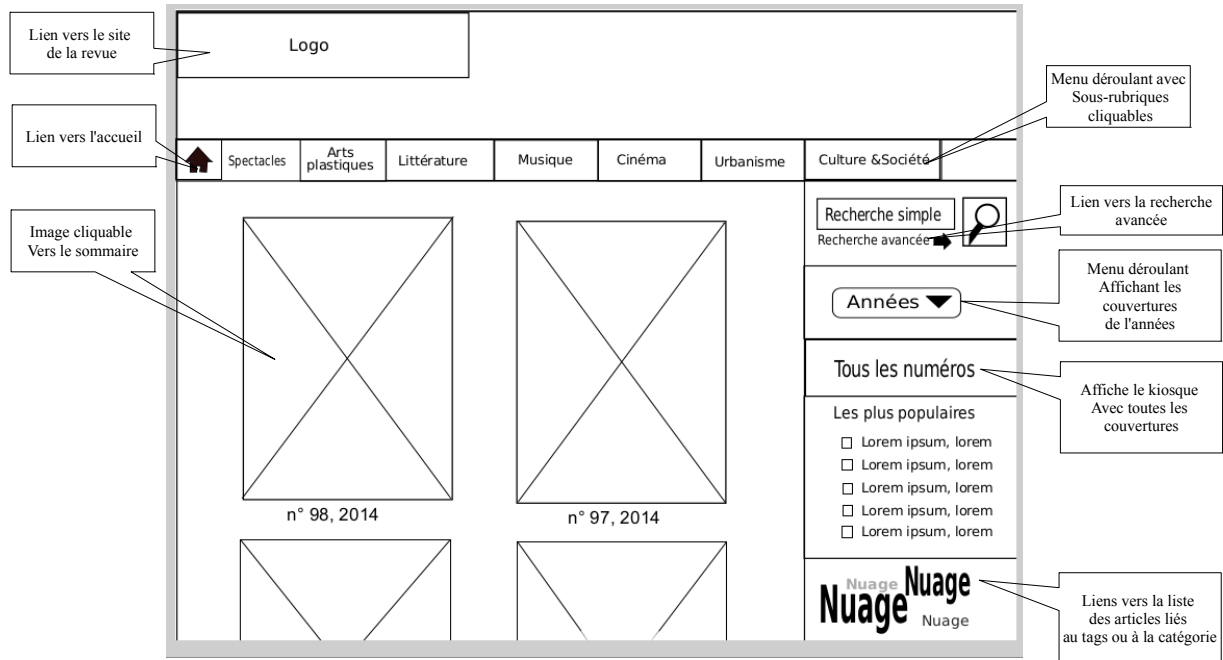 Lien vers le site
de la revue
Logo
Menu déroulant avec
Sous-rubriques
cliquables
Lien vers l'accueil
Spectacles
Arts
plastiques
Littérature
Musique
Cinéma
Urbanisme
Culture &Société
Image cliquable
Vers le sommaire
Recherche simple
Recherche avancée
Lien vers la recherche
avancée
Années
Menu déroulant
Affichant les
couvertures
de l'années
Tous les numéros
Affiche le kiosque
Avec toutes les
couvertures
Les plus populaires
Lorem ipsum, lorem
Lorem ipsum, lorem
Lorem ipsum, lorem
Lorem ipsum, lorem
Lorem ipsum, lorem
n° 98, 2014
n° 97, 2014
Nuage
Nuage
Nuage
Nuage
Liens vers la liste
des articles liés
au tags ou à la catégorie